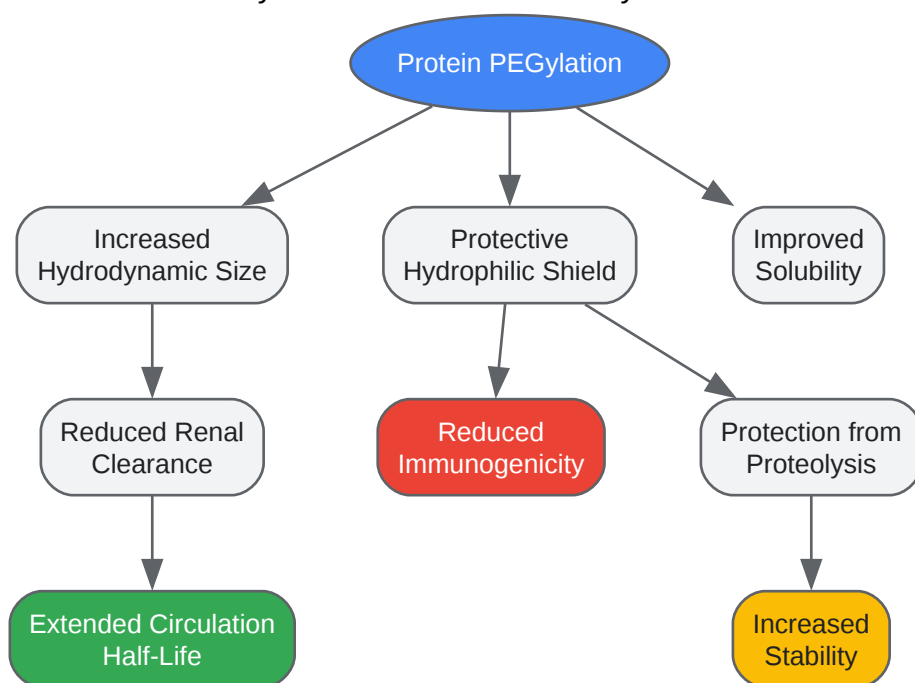 Protein PEGylation
Increased
Hydrodynamic Size
Protective
Hydrophilic Shield
Improved
Solubility
Reduced Renal
Clearance
Reduced
Immunogenicity
Protection from
Proteolysis
Extended Circulation
Half-Life
Increased
Stability